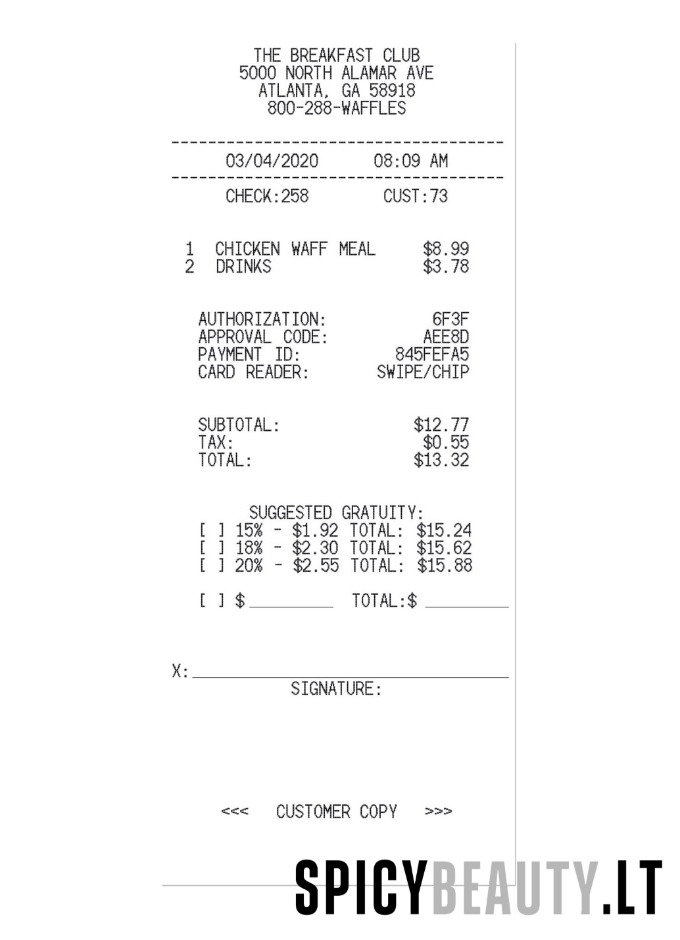 THE BREAKFAST CLUB
5000 NORTH ALAMAR AVE
ATLANTA, GA 58918
800-288-WAFFLES
------------------------------------
03/04/2020 08:09 AM
------------------------------------
CHECK:258 CUST:73
1 CHICKEN WAFF MEAL $8.99
2 DRINKS $3.78
AUTHORIZATION: 6F3F
APPROVAL CODE: AEE8D
PAYMENT ID: 845FEFA5
CARD READER: SWIPE/CHIP
SUBTOTAL: $12.77
TAX: $0.55
TOTAL: $13.32
SUGGESTED GRATUITY:
[ ] 15% - $1.92 TOTAL: $15.24
[ ] 18% - $2.30 TOTAL: $15.62
[ ] 20% - $2.55 TOTAL: $15.88
[ ] $ _________ TOTAL:$ _________
X:__________________________________
SIGNATURE:
<<< CUSTOMER COPY >>>
SPICYBEAUTY.LT